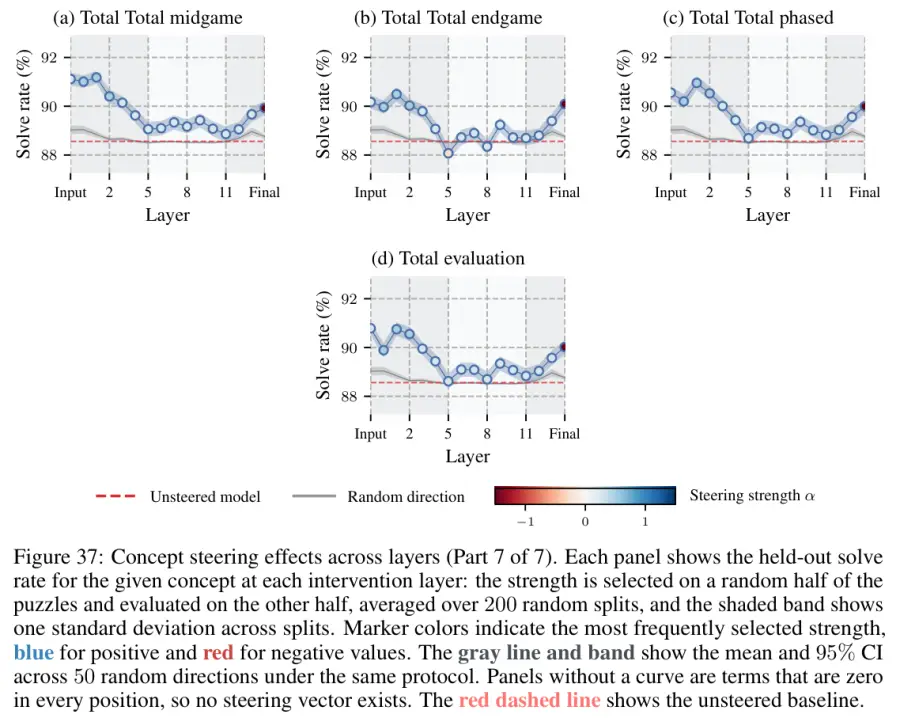 (a) Total Total midgame
(b) Total Total endgame
(c) Total Total phased
Solve rate (%)
92
90
88
Input
2
5
8
11
Final
Layer
Solve rate (%)
92
90
88
Input
2
5
8
11
Final
Layer
Solve rate (%)
92
90
88
Input
2
5
8
11
Final
Layer
(d) Total evaluation
Solve rate (%)
92
90
88
Input
2
5
8
11
Final
Layer
Unsteered model
Random direction
−1
0
1
Steering strength α
Figure 37: Concept steering effects across layers (Part 7 of 7). Each panel shows the held-out solve
rate for the given concept at each intervention layer: the strength is selected on a random half of the
puzzles and evaluated on the other half, averaged over 200 random splits, and the shaded band shows
one standard deviation across splits. Marker colors indicate the most frequently selected strength,
blue for positive and red for negative values. The gray line and band show the mean and 95% CI
across 50 random directions under the same protocol. Panels without a curve are terms that are zero
in every position, so no steering vector exists. The red dashed line shows the unsteered baseline.